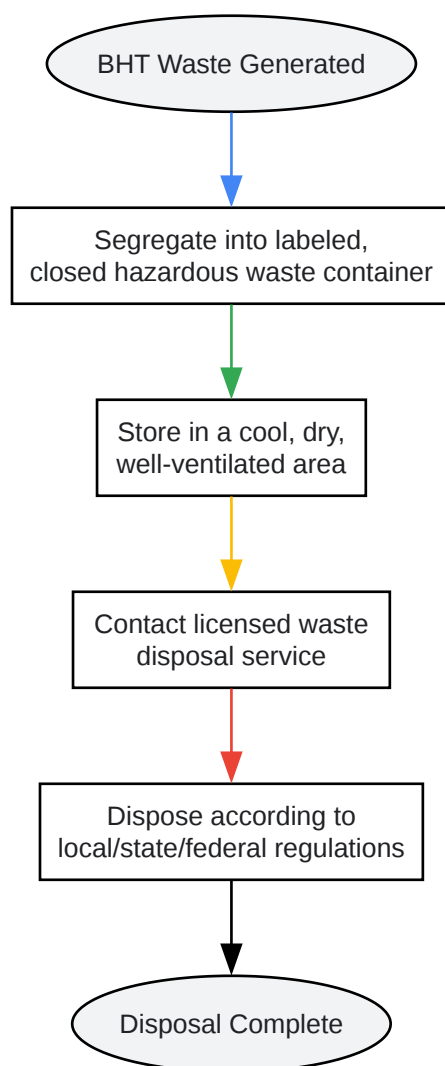 BHT Waste Generated
Segregate into labeled,
closed hazardous waste container
Store in a cool, dry,
well-ventilated area
Contact licensed waste
disposal service
Dispose according to
local/state/federal regulations
Disposal Complete